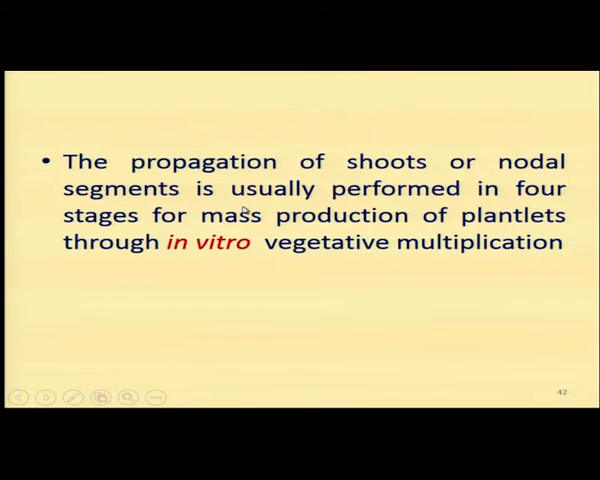 • The propagation of shoots or nodal
segments is usually performed in four
stages for mass production of plantlets
through in vitro vegetative multiplication
42